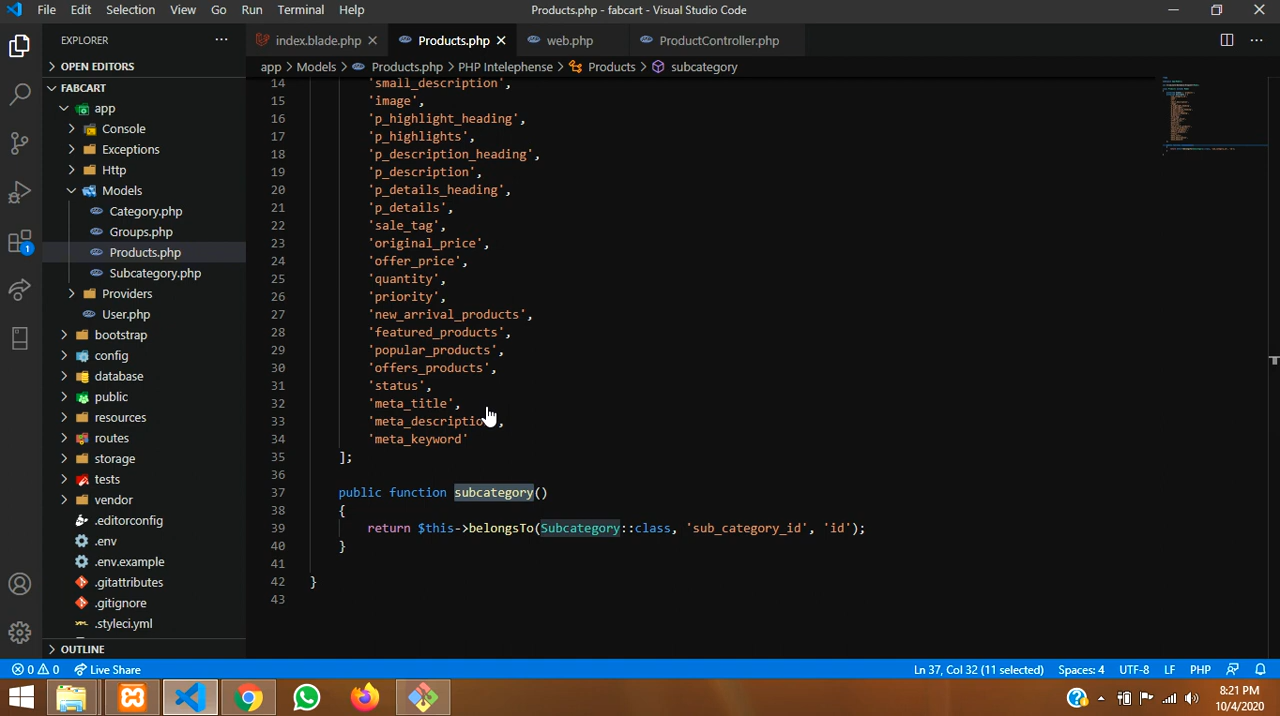 File Edit Selection View Go Run Terminal Help
Products.php - fabcart - Visual Studio Code
EXPLORER
index.blade.php
Products.php
web.php
ProductController.php
OPEN EDITORS
app > Models > Products.php > PHP Intelephense > Products > subcategory
FABCART
app
Console
Exceptions
Http
Models
Category.php
Groups.php
Products.php
Subcategory.php
Providers
User.php
bootstrap
config
database
public
resources
routes
storage
tests
vendor
.editorconfig
.env
.env.example
.gitattributes
.gitignore
.styleci.yml
OUTLINE
1
14 'small_description',
15 'image',
16 'p_highlight_heading',
17 'p_highlights',
18 'p_description_heading',
19 'p_description',
20 'p_details_heading',
21 'p_details',
22 'sale_tag',
23 'original_price',
24 'offer_price',
25 'quantity',
26 'priority',
27 'new_arrival_products',
28 'featured_products',
29 'popular_products',
30 'offers_products',
31 'status',
32 'meta_title',
33 'meta_descriptio ,
34 'meta_keyword'
35 ];
36
37 public function subcategory()
38 {
39 return $this->belongsTo(Subcategory::class, 'sub_category_id', 'id');
40 }
41
42 }
43
0 0 Live Share
Ln 37, Col 32 (11 selected) Spaces: 4 UTF-8 LF PHP
8:21 PM
10/4/2020